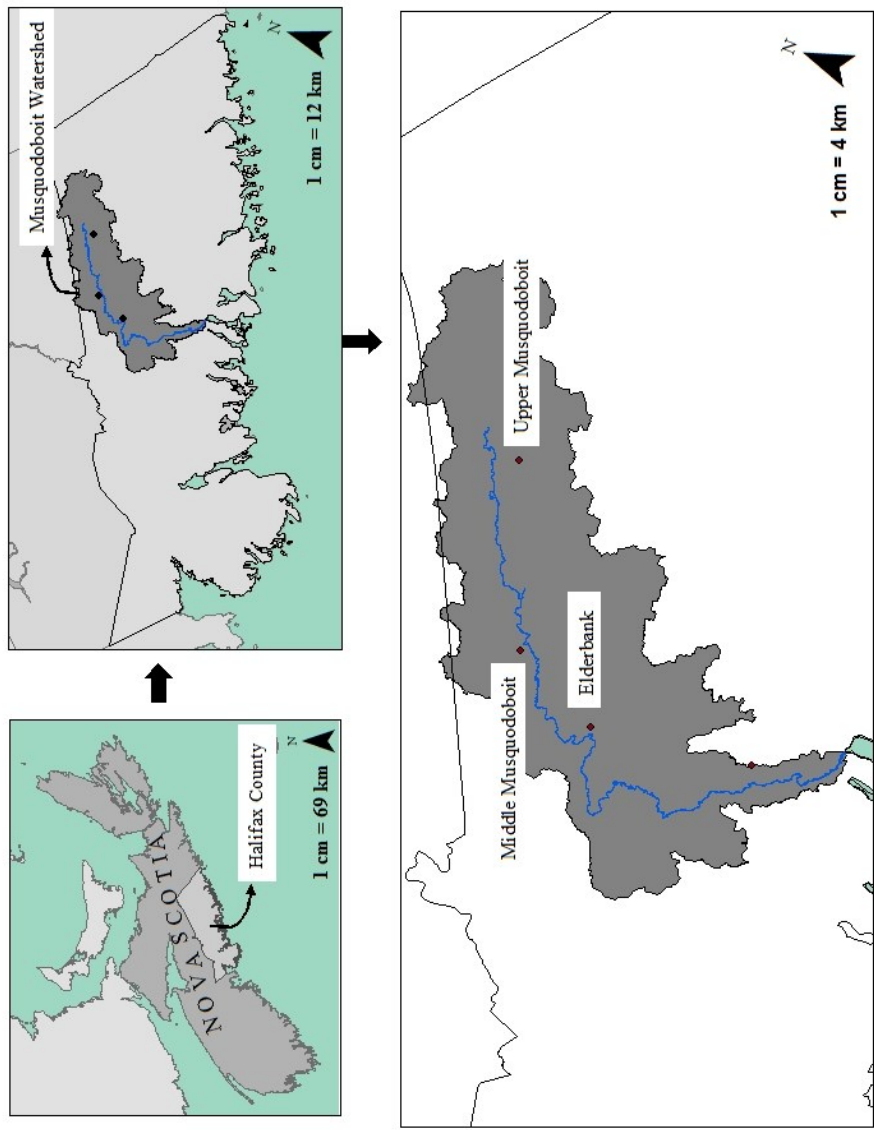 NOVA SCOTIA
Halifax County
1 cm = 69 km
N
Musquodoboit Watershed
1 cm = 12 km
N
Upper Musquodoboit
Middle Musquodoboit
Elderbank
1 cm = 4 km
N